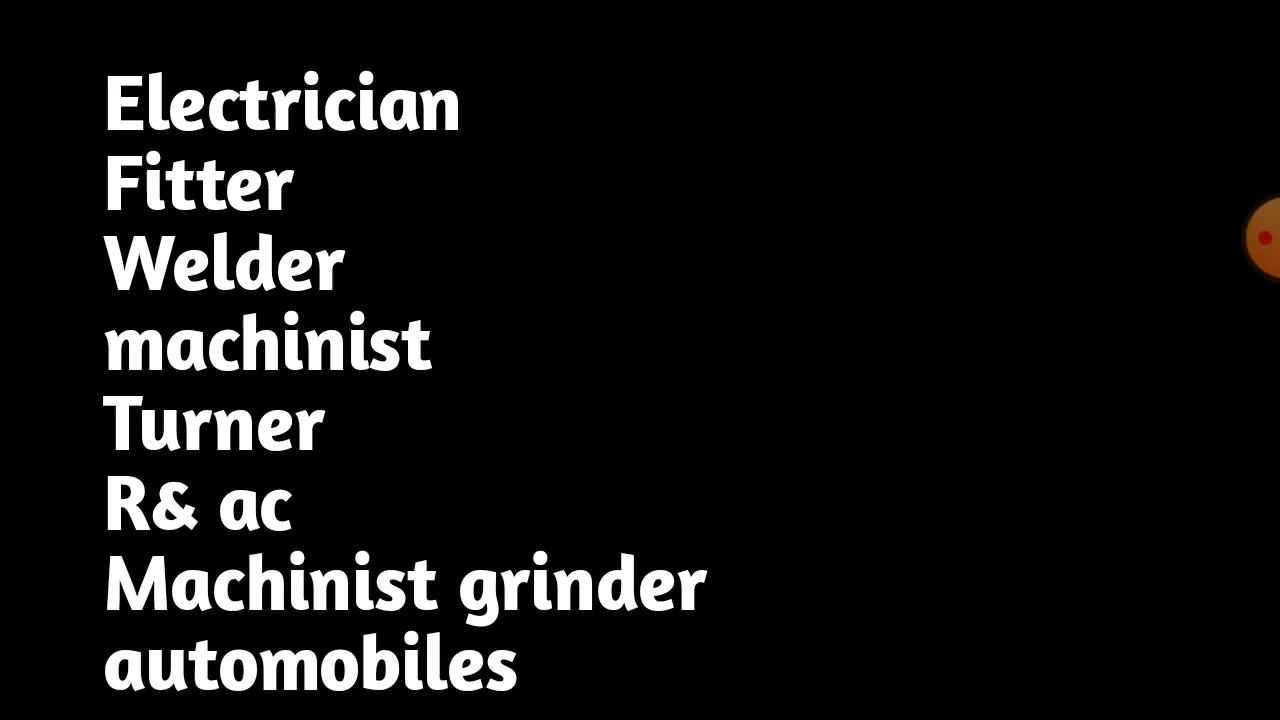 Electrician
Fitter
Welder
machinist
Turner
R& ac
Machinist grinder
automobiles